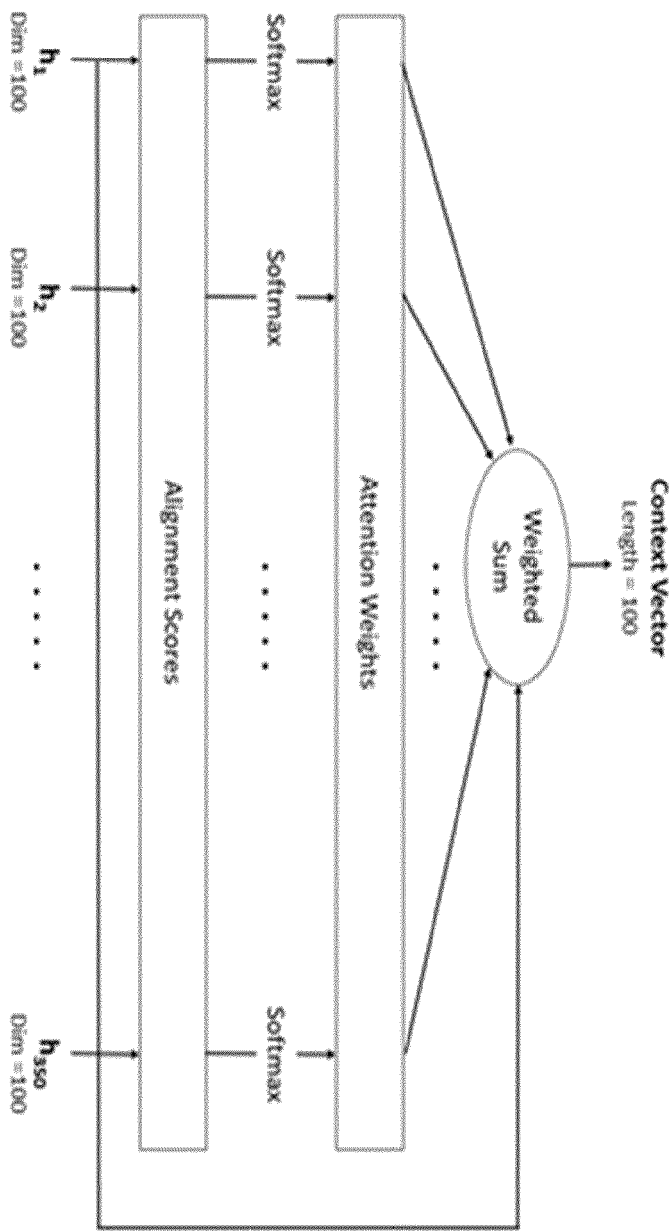 Context Vector
Length = 100
Weighted
Sum
. . . . .
Attention Weights
Softmax Softmax . . . . . Softmax
Alignment Scores
h₁ h₂ . . . . . h₃₅₀
Dim =100 Dim =100 Dim =100